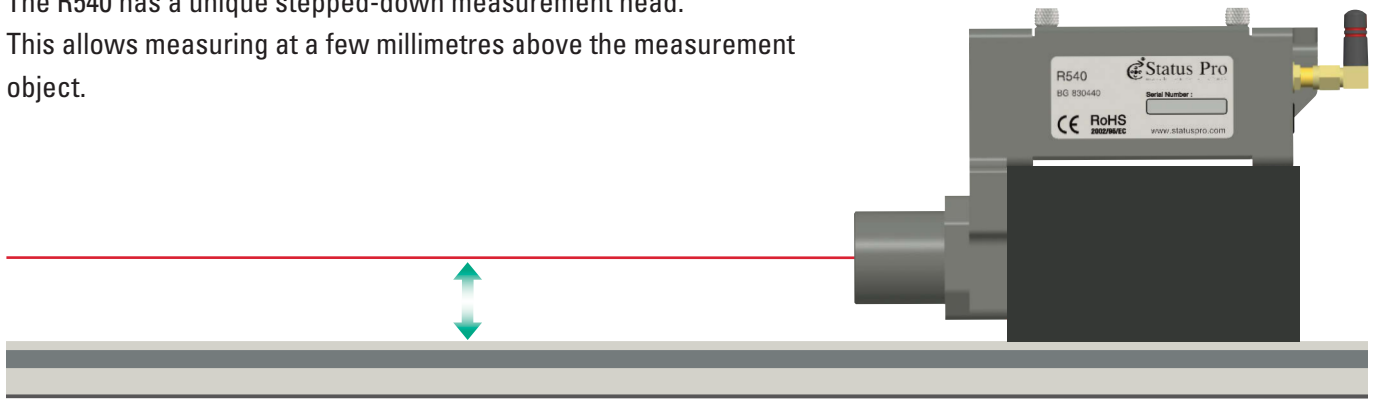 The R540 has a unique stepped-down measurement head.
This allows measuring at a few millimetres above the measurement
object.
R540
Status Pro
BG 830440
Serial Number :
CE RoHS
2002/95/EC
www.statuspro.com